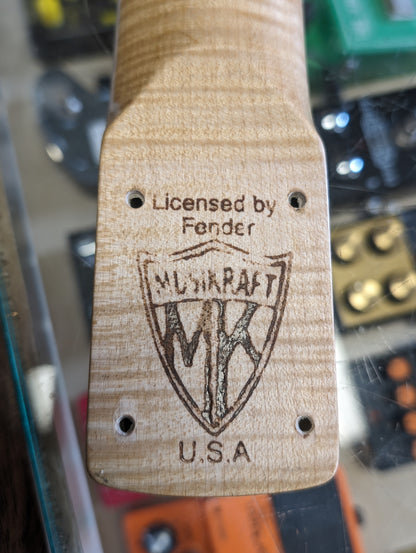 Licensed by
Fender
MUSIKRAFT
MK
U.S.A